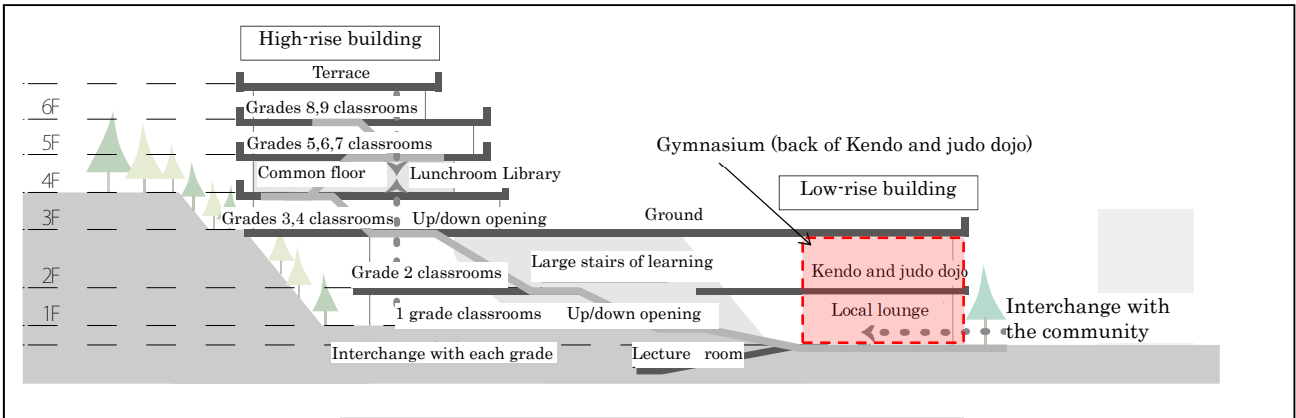 High-rise building
Terrace
6F
Grades 8,9 classrooms
5F
Grades 5,6,7 classrooms
Gymnasium (back of Kendo and judo dojo)
4F
Common floor
Lunchroom Library
Low-rise building
3F
Grades 3,4 classrooms
Up/down opening
Ground
2F
Grade 2 classrooms
Large stairs of learning
Kendo and judo dojo
1F
1 grade classrooms
Up/down opening
Local lounge
Interchange with
the community
Interchange with each grade
Lecture room